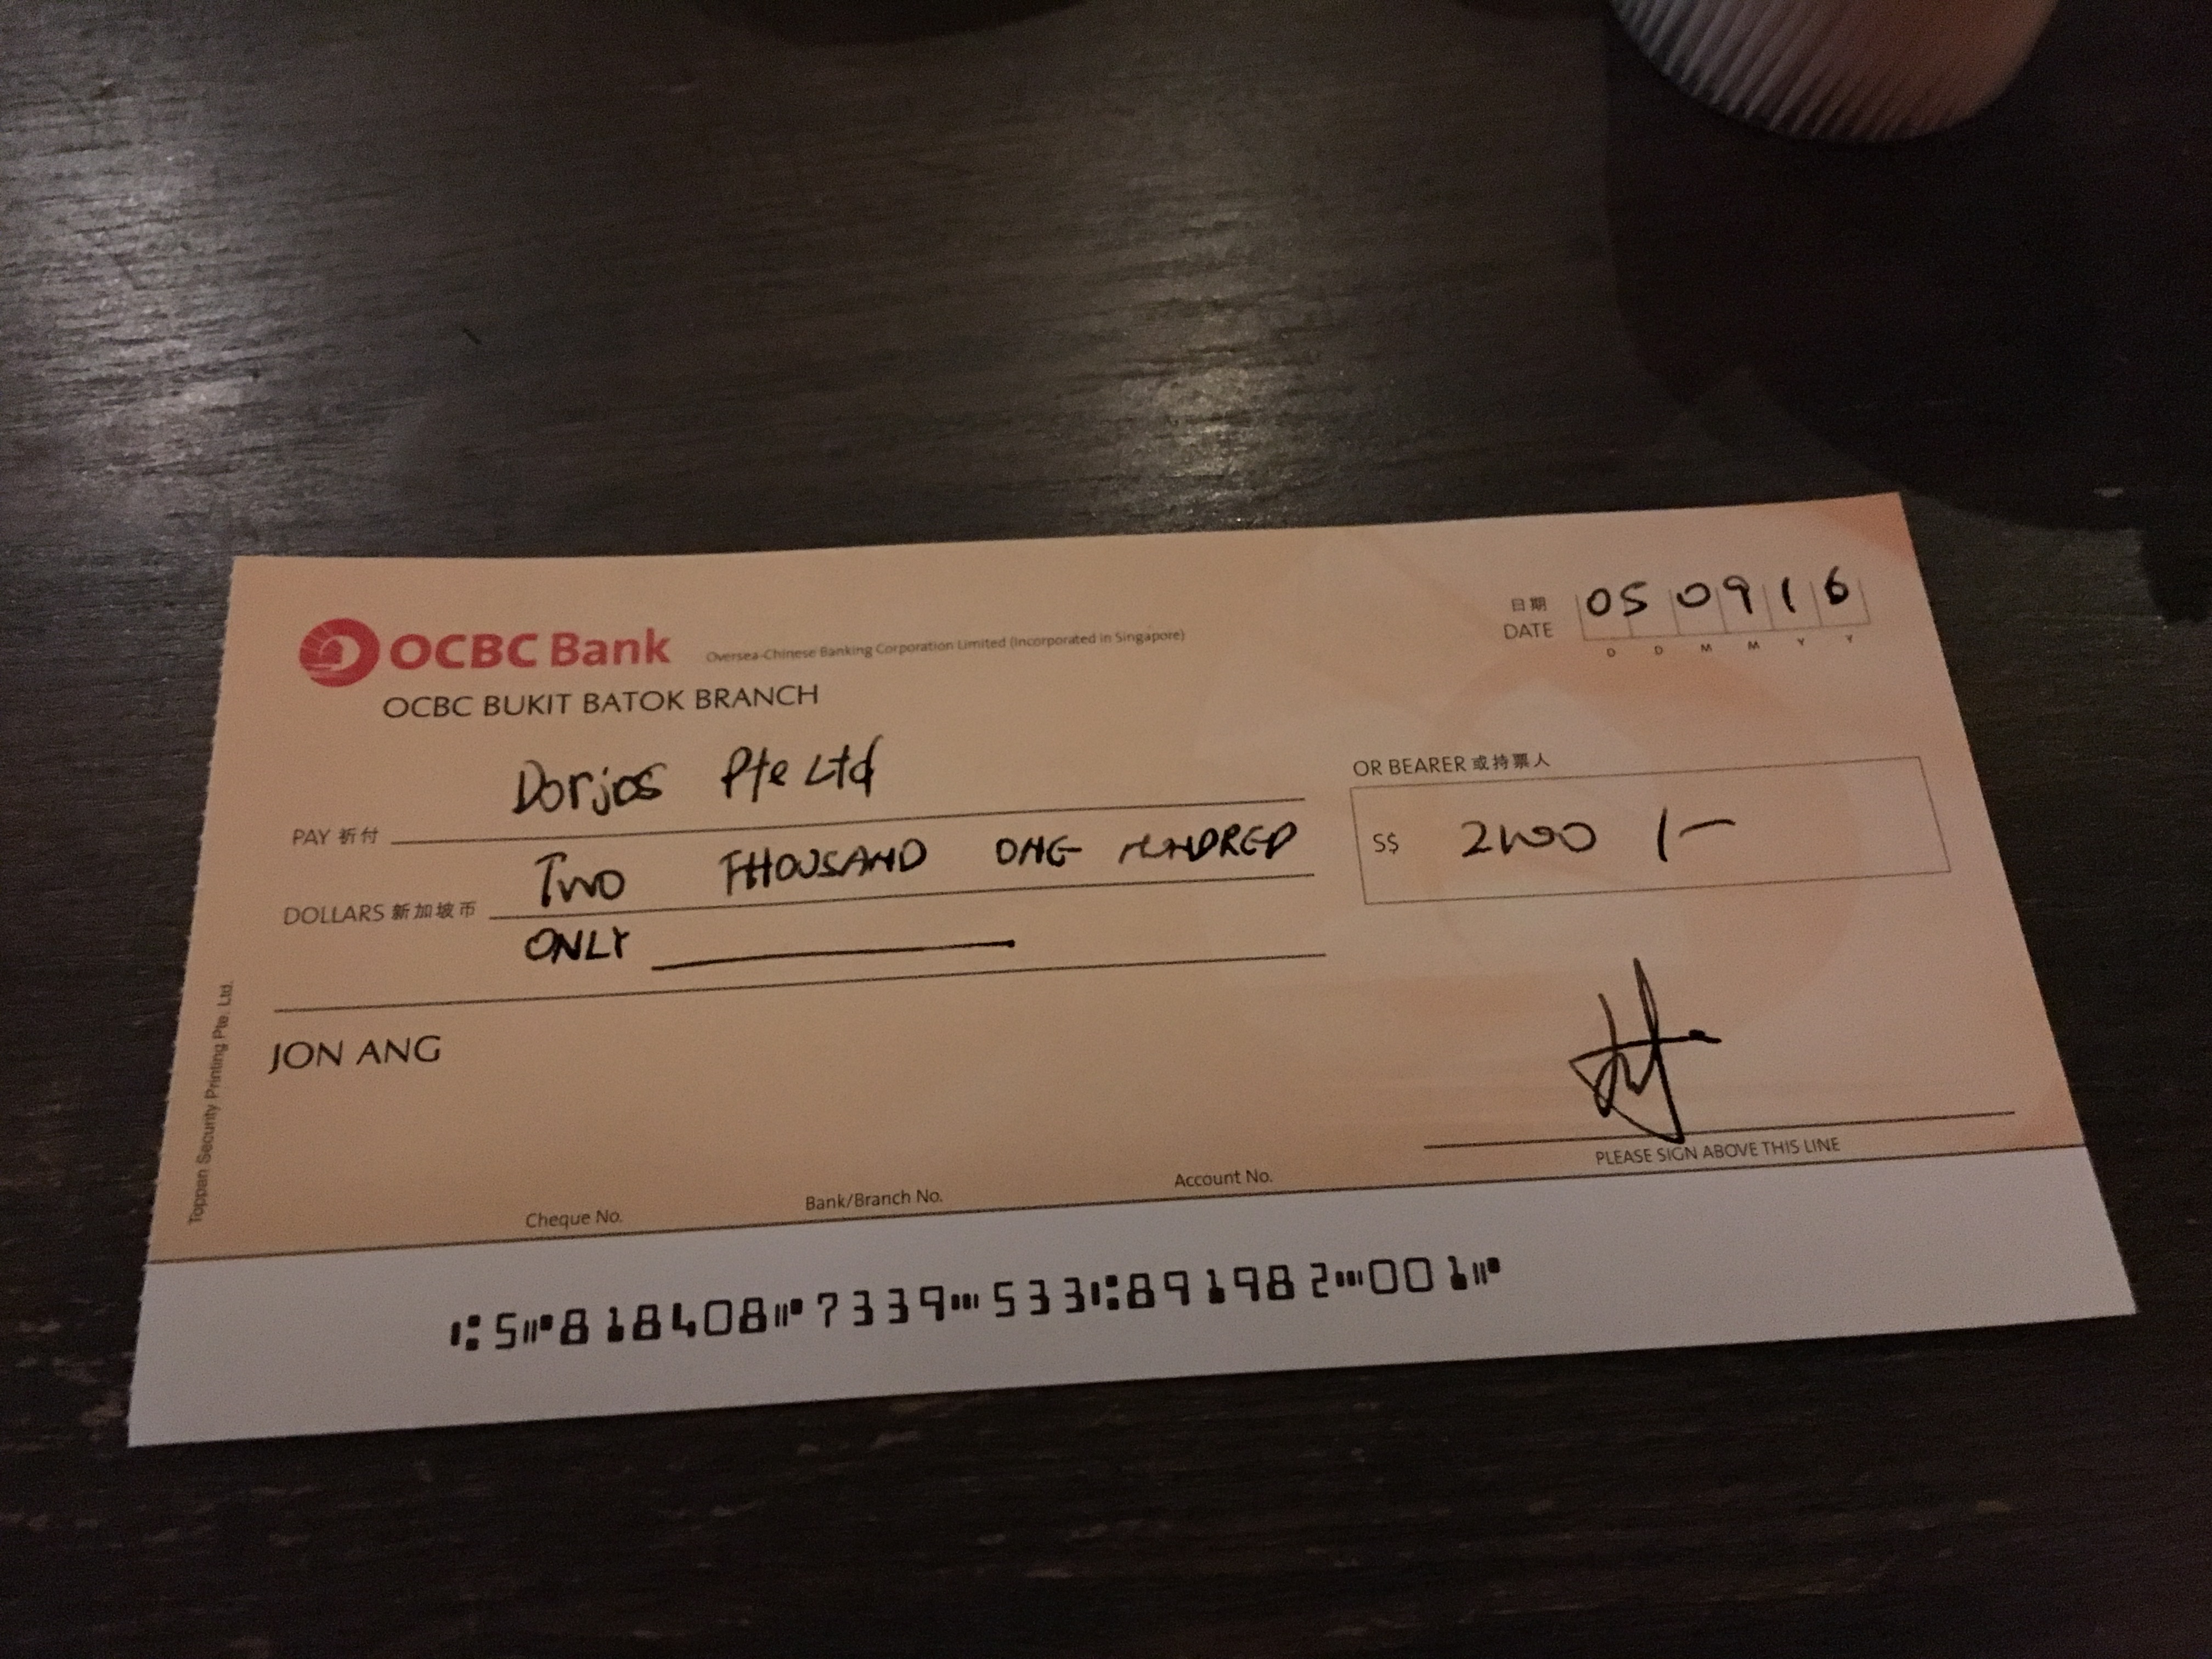 OCBC Bank Oversea-Chinese Banking Corporation Limited (Incorporated in Singapore)
OCBC BUKIT BATOK BRANCH
日期 DATE 05 09 16
D D M M Y Y
PAY 祈付 Dorjos Pte Ltd
OR BEARER 或持票人
DOLLARS 新加坡币 TWO THOUSAND ONE HUNDRED
S$ 2100 /-
ONLY
JON ANG
Toppan Security Printing Pte. Ltd.
PLEASE SIGN ABOVE THIS LINE
Cheque No. Bank/Branch No. Account No.
⑆5⑈818408⑈7339⑉533⑆891982⑉001⑈